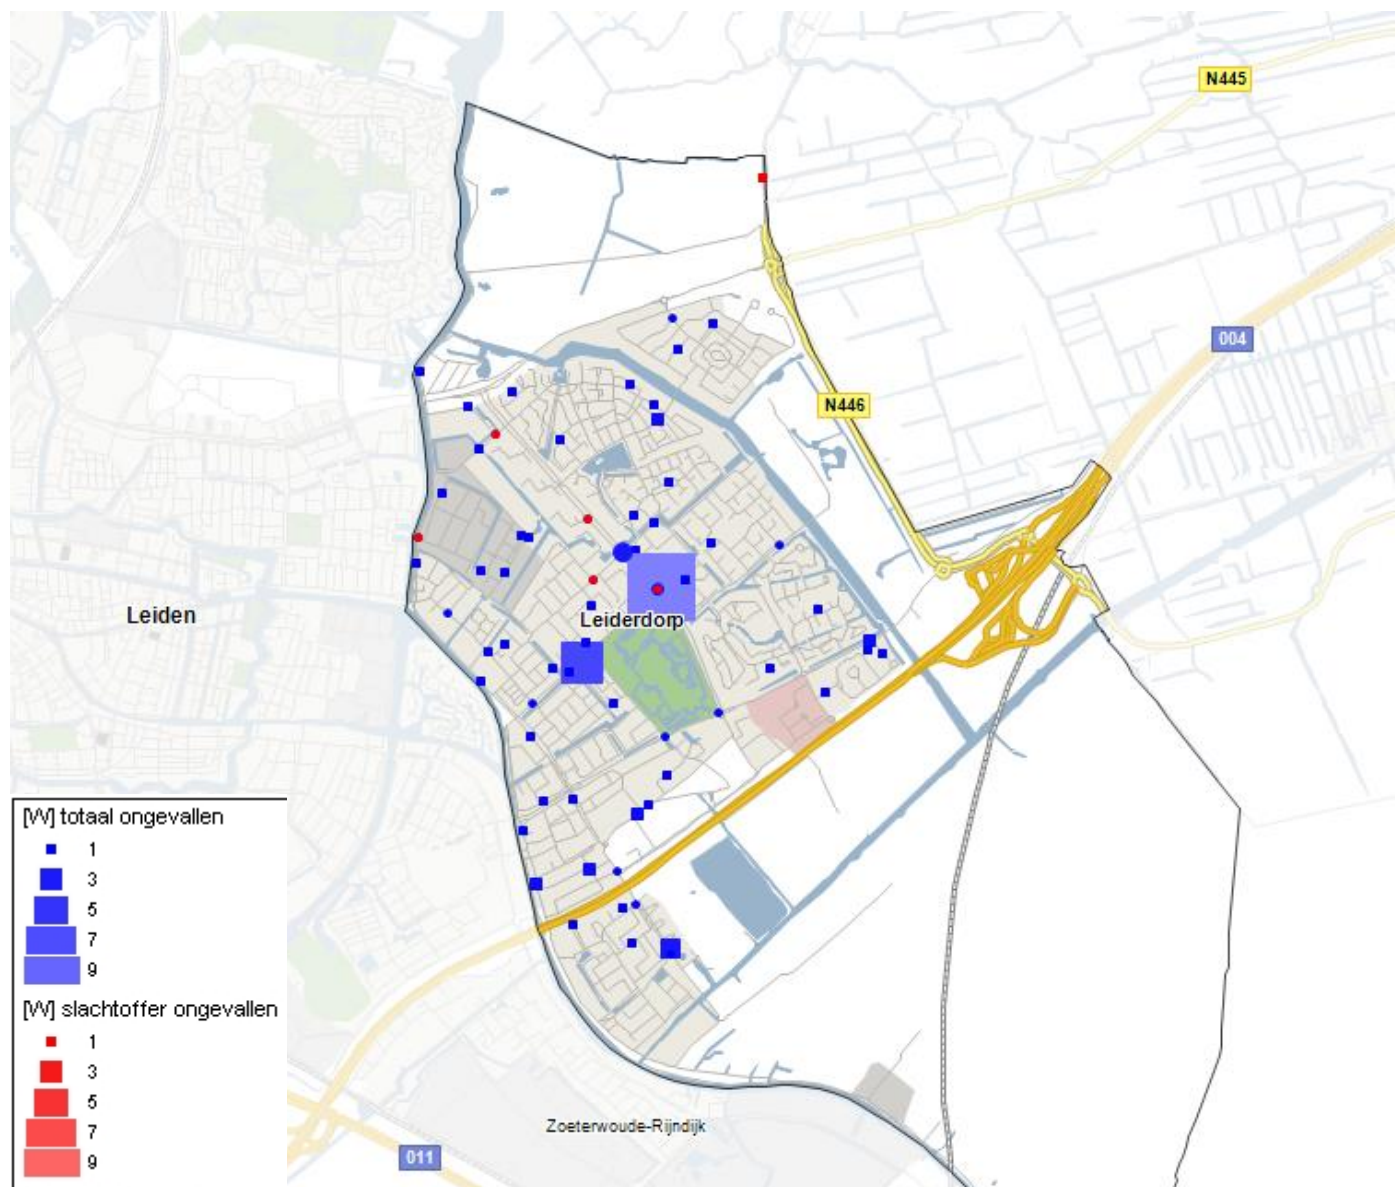 N445
004
N446
Leiden
Leiderdorp
[W] totaal ongevallen
1
3
5
7
9
[W] slachtoffer ongevallen
1
3
5
7
9
Zoeterwoude-Rijndijk
011